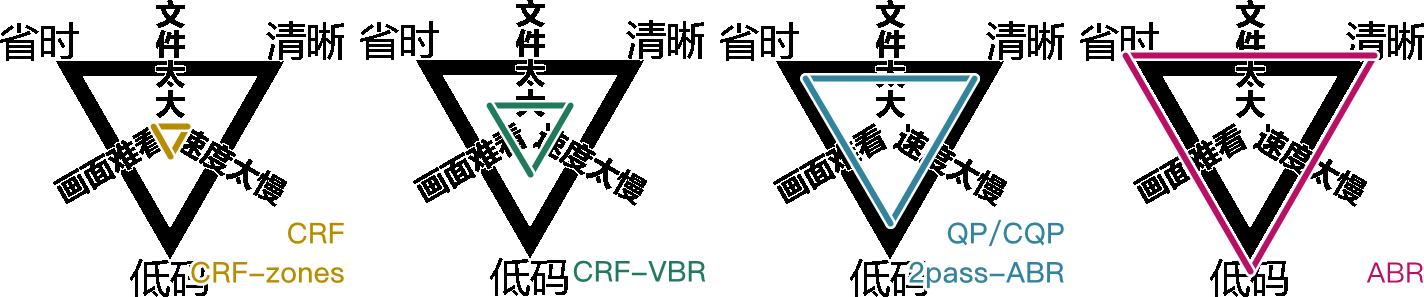 省时
清晰
文件太大
画面难看
速度太慢
低码
CRF
CRF-zones
省时
清晰
文件太大
画面难看
速度太慢
低码
CRF-VBR
省时
清晰
文件太大
画面难看
速度太慢
低码
QP/CQP
2pass-ABR
省时
清晰
文件太大
画面难看
速度太慢
低码
ABR